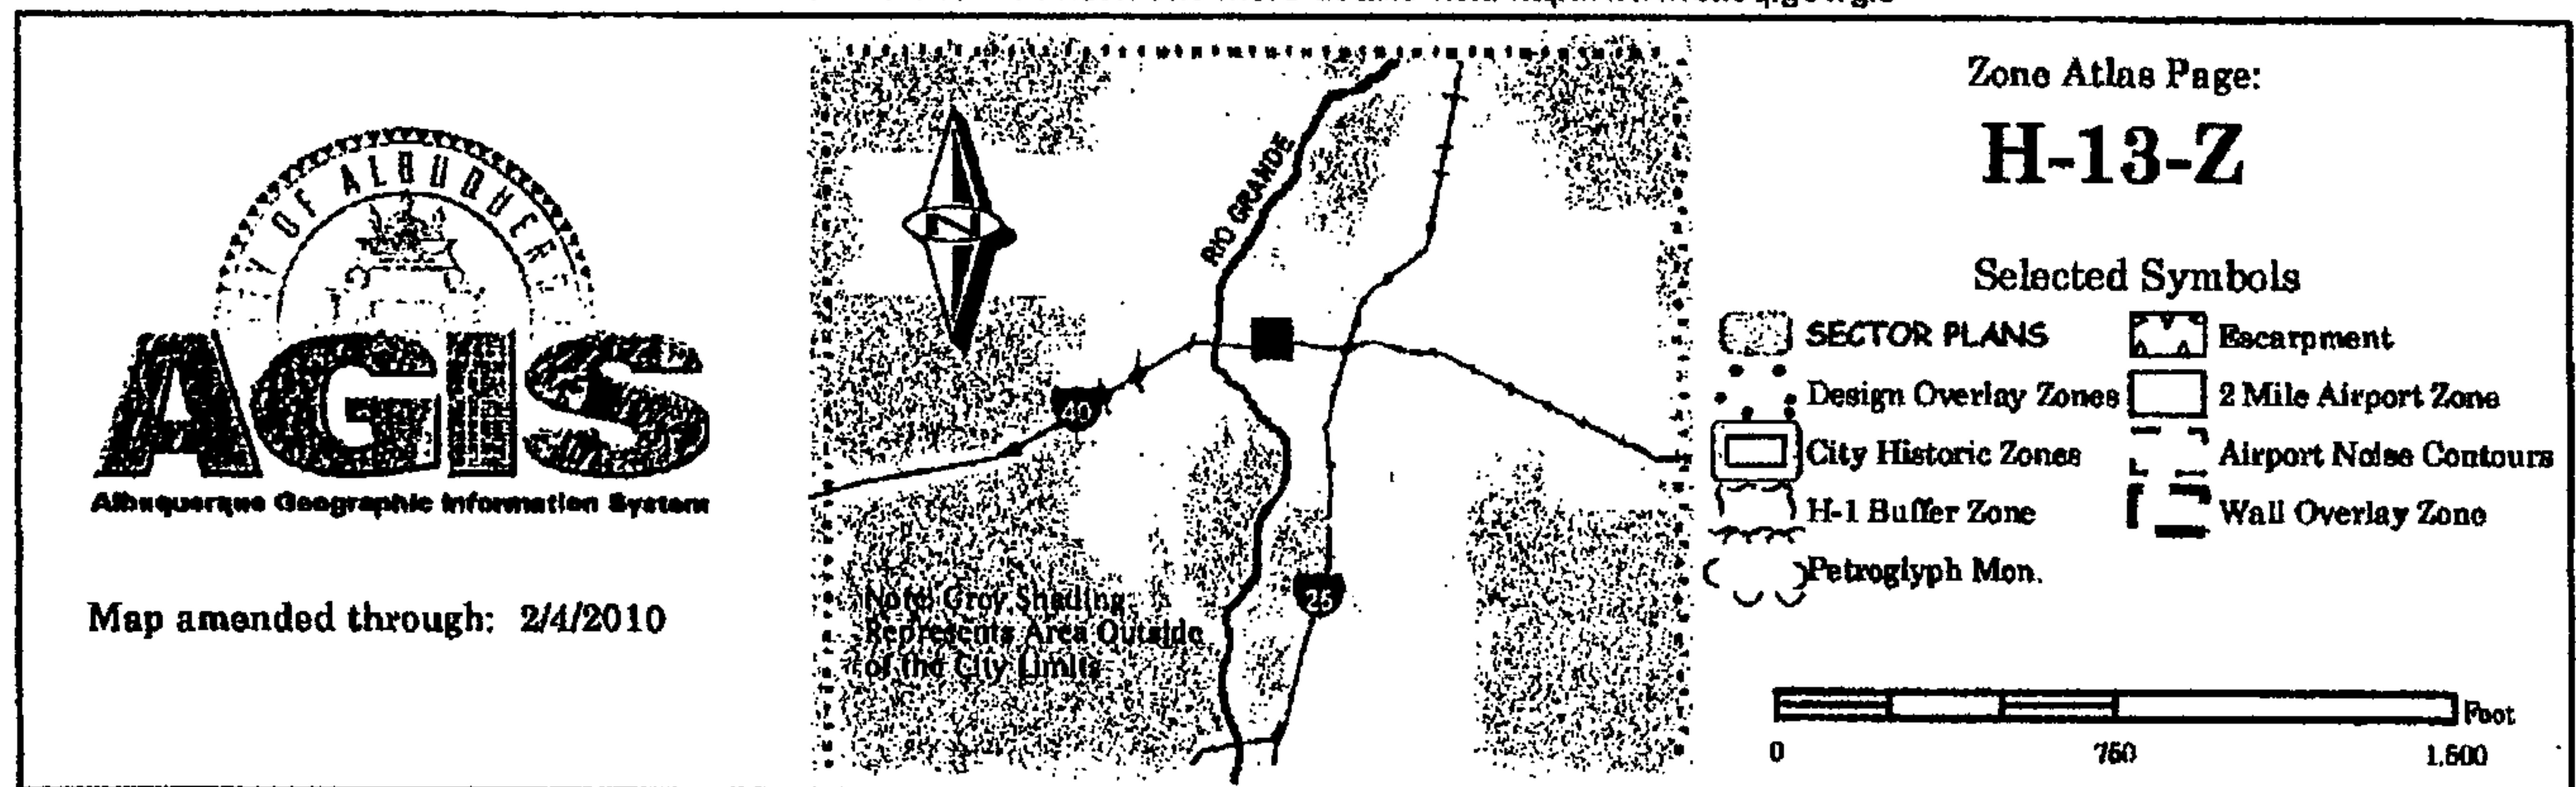 OF ALBUQUER
AGIS
Albuquerque Geographic Information System
Map amended through: 2/4/2010
N
RIO GRANDE
40
25
Note: Grey Shading
Represents Area Outside
of the City Limits
Zone Atlas Page:
H-13-Z
Selected Symbols
SECTOR PLANS
Escarpment
Design Overlay Zones
2 Mile Airport Zone
City Historic Zones
Airport Noise Contours
H-1 Buffer Zone
Wall Overlay Zone
Petroglyph Mon.
Feet
0 750 1,500